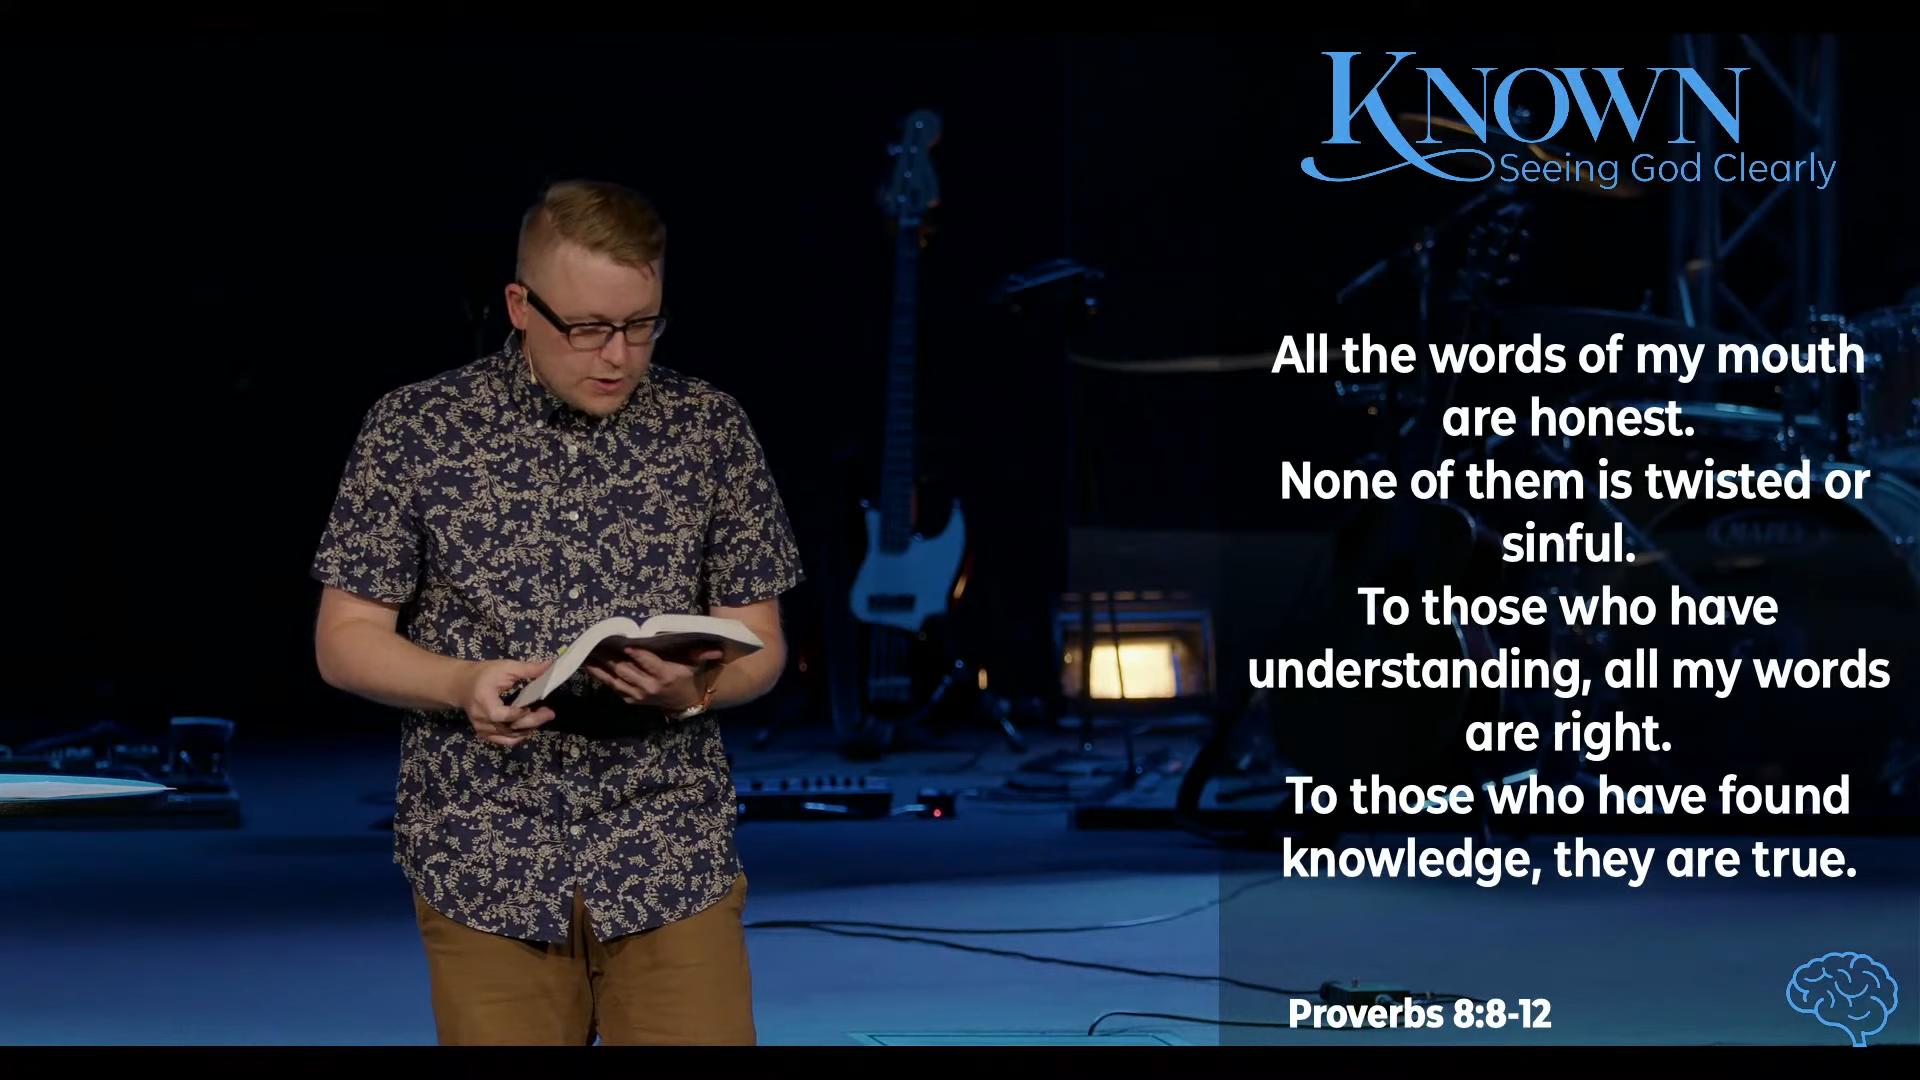 KNOWN
Seeing God Clearly
All the words of my mouth
are honest.
None of them is twisted or
sinful.
To those who have
understanding, all my words
are right.
To those who have found
knowledge, they are true.
Proverbs 8:8-12